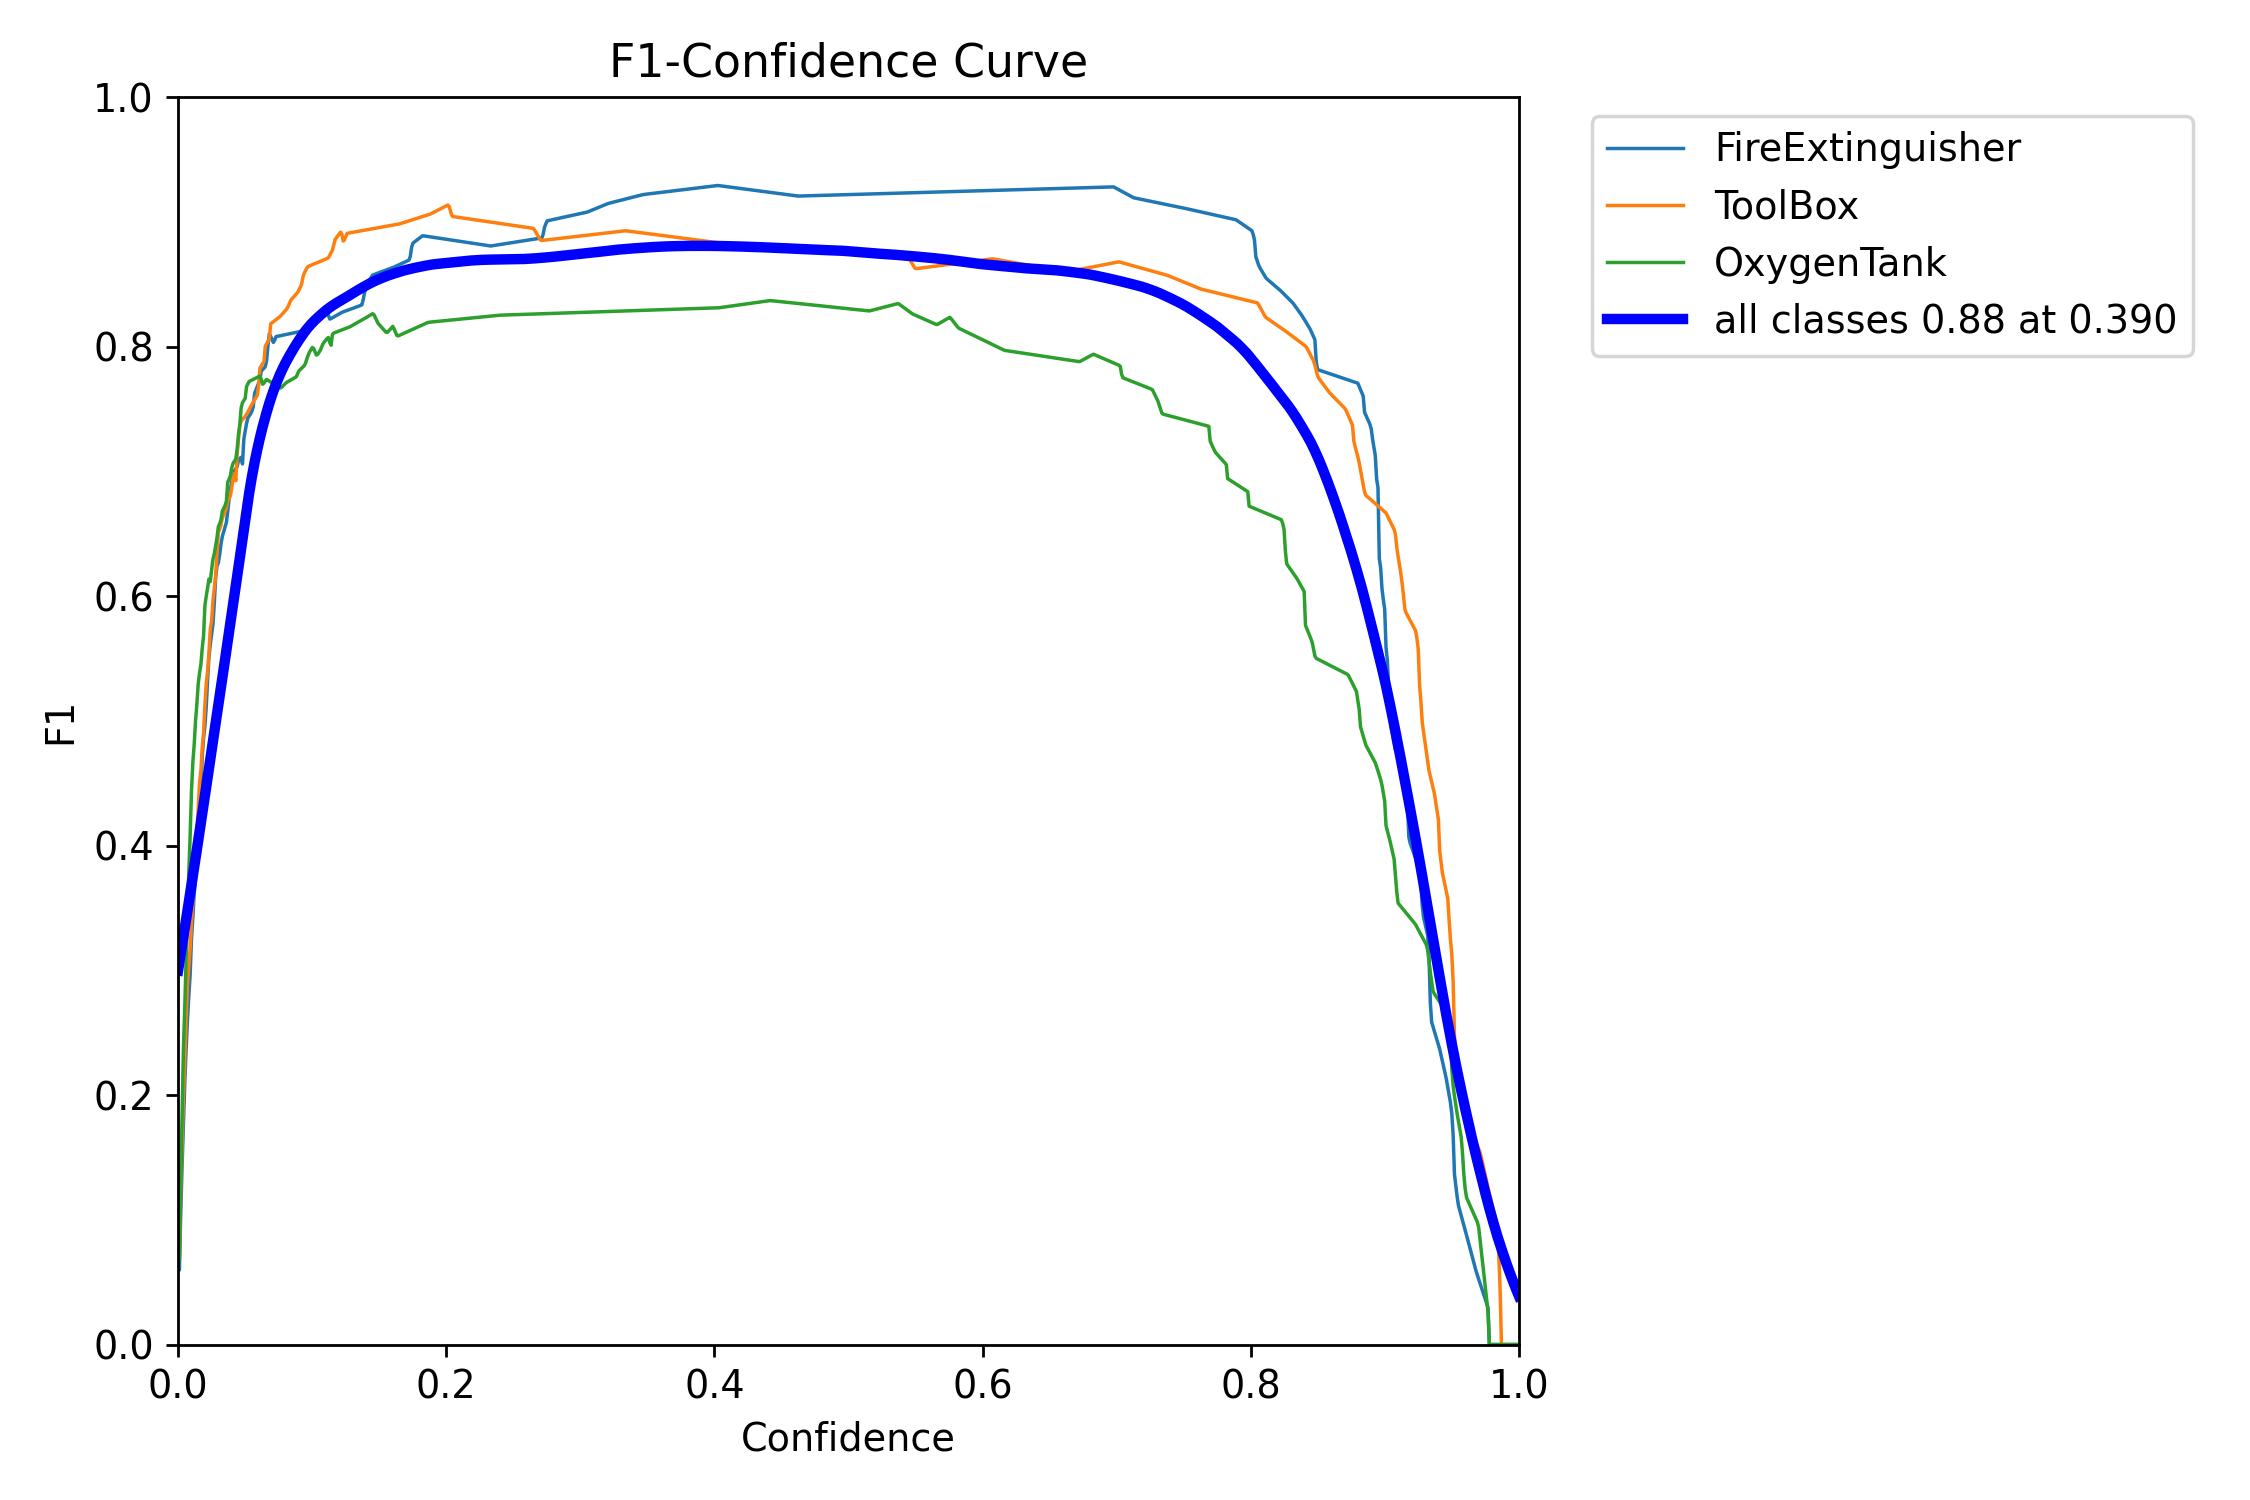 F1-Confidence Curve
1.0
0.8
0.6
0.4
0.2
0.0
F1
0.0 0.2 0.4 0.6 0.8 1.0
Confidence
FireExtinguisher
ToolBox
OxygenTank
all classes 0.88 at 0.390